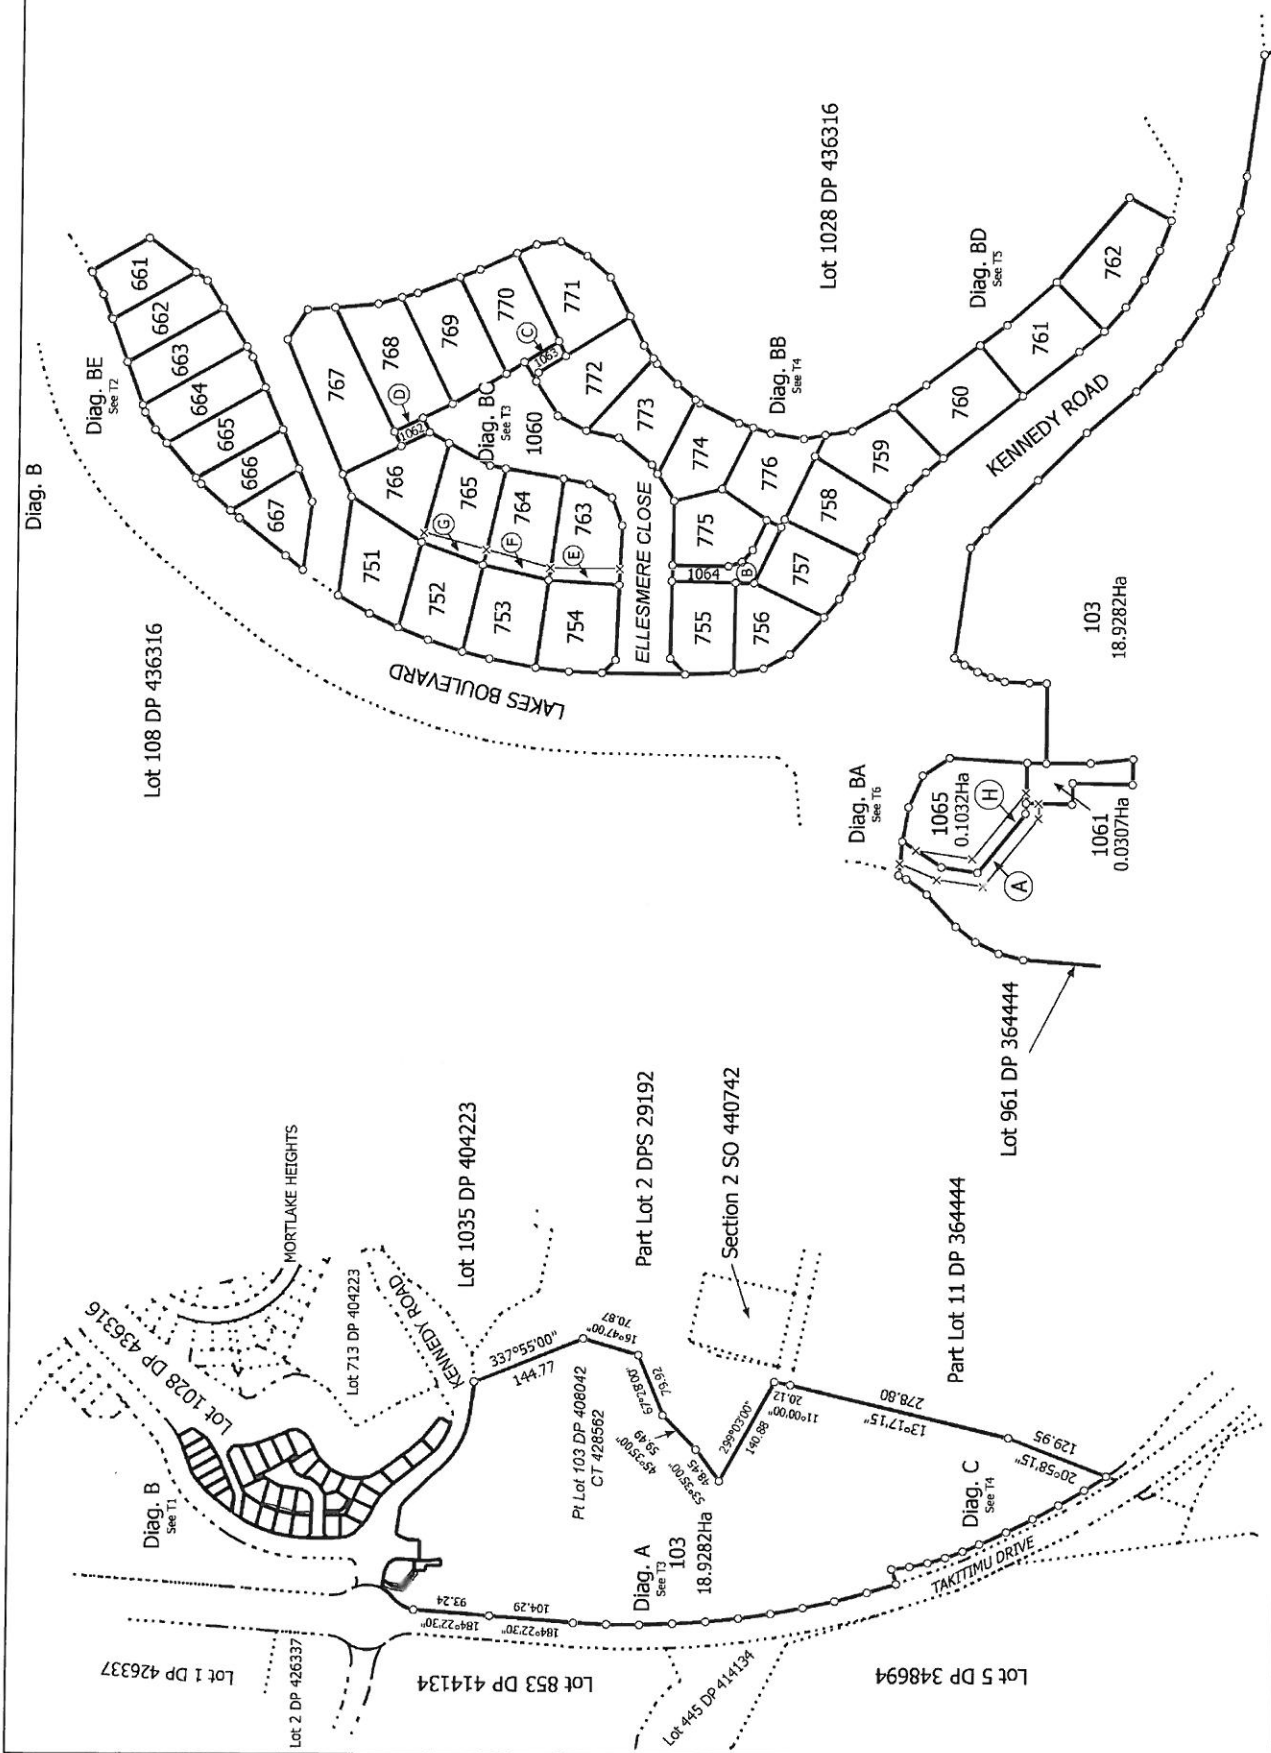 Diag. B
Lot 108 DP 436316
Diag. BE
See T2
661
662
663
664
665
666
667
LAKES BOULEVARD
751
752
753
754
755
756
757
758
759
760
761
762
763
764
765
766
767
768
769
770
771
772
773
774
775
776
1062
1063
1064
1060
D
C
G
F
E
B
Diag. BC
See T3
ELLESMERE CLOSE
Diag. BB
See T4
Diag. BD
See T5
Lot 1028 DP 436316
KENNEDY ROAD
103
18.9282Ha
Diag. BA
See T6
1065
0.1032Ha
H
A
1061
0.0307Ha
Lot 961 DP 364444
Lot 1028 DP 436316
MORTLAKE HEIGHTS
Diag. B
See T1
Lot 713 DP 404223
KENNEDY ROAD
Lot 1035 DP 404223
337°55'00"
144.77
15°47'00"
70.87
67°28'00"
79.92
45°35'00"
59.49
53°35'00"
48.45
299°03'00"
140.88
11°00'00"
20.12
13°17'15"
278.80
20°58'15"
129.95
Pt Lot 103 DP 408042
CT 428562
Part Lot 2 DPS 29192
Section 2 SO 440742
Part Lot 11 DP 364444
Diag. A
See T3
103
18.9282Ha
Diag. C
See T4
TAKITIMU DRIVE
184°22'30"
93.24
184°22'30"
104.29
Lot 1 DP 426337
Lot 2 DP 426337
Lot 853 DP 414134
Lot 445 DP 414134
Lot 5 DP 348694